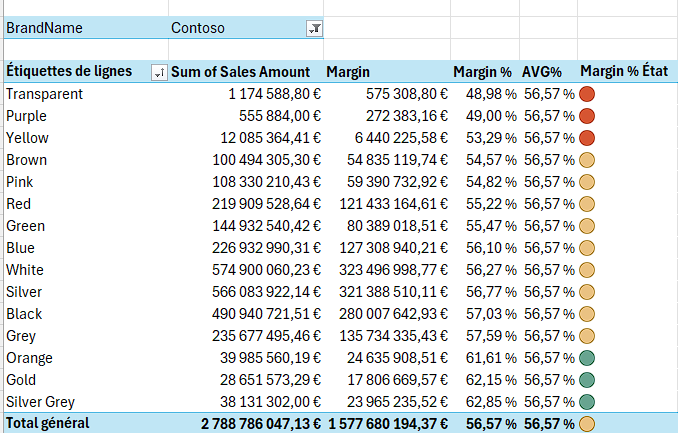 BrandName Contoso
Étiquettes de lignes Sum of Sales Amount Margin Margin % AVG% Margin % État
Transparent 1 174 588,80 € 575 308,80 € 48,98 % 56,57 %
Purple 555 884,00 € 272 383,16 € 49,00 % 56,57 %
Yellow 12 085 364,41 € 6 440 225,58 € 53,29 % 56,57 %
Brown 100 494 305,30 € 54 835 119,74 € 54,57 % 56,57 %
Pink 108 330 210,43 € 59 390 732,92 € 54,82 % 56,57 %
Red 219 909 528,64 € 121 433 164,61 € 55,22 % 56,57 %
Green 144 932 540,42 € 80 389 018,51 € 55,47 % 56,57 %
Blue 226 932 990,31 € 127 308 940,21 € 56,10 % 56,57 %
White 574 900 060,23 € 323 496 998,77 € 56,27 % 56,57 %
Silver 566 083 922,14 € 321 388 510,11 € 56,77 % 56,57 %
Black 490 940 721,51 € 280 007 642,93 € 57,03 % 56,57 %
Grey 235 677 495,46 € 135 734 335,43 € 57,59 % 56,57 %
Orange 39 985 560,19 € 24 635 908,51 € 61,61 % 56,57 %
Gold 28 651 573,29 € 17 806 669,57 € 62,15 % 56,57 %
Silver Grey 38 131 302,00 € 23 965 235,52 € 62,85 % 56,57 %
Total général 2 788 786 047,13 € 1 577 680 194,37 € 56,57 % 56,57 %